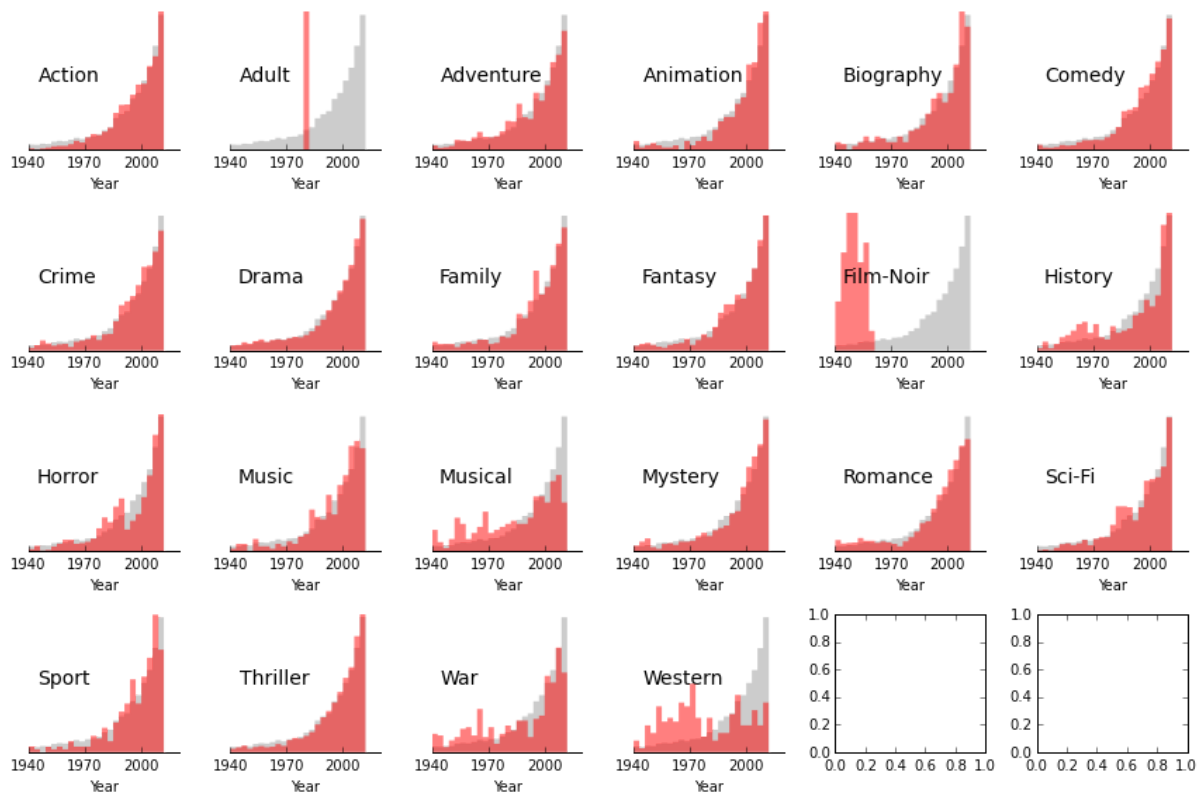 Action Adult Adventure Animation Biography Comedy
1940 1970 2000 1940 1970 2000 1940 1970 2000 1940 1970 2000 1940 1970 2000 1940 1970 2000
Year Year Year Year Year Year
Crime Drama Family Fantasy Film-Noir History
1940 1970 2000 1940 1970 2000 1940 1970 2000 1940 1970 2000 1940 1970 2000 1940 1970 2000
Year Year Year Year Year Year
Horror Music Musical Mystery Romance Sci-Fi
1940 1970 2000 1940 1970 2000 1940 1970 2000 1940 1970 2000 1940 1970 2000 1940 1970 2000
Year Year Year Year Year Year
1.0 1.0
0.8 0.8
Sport Thriller War Western
0.6 0.6
0.4 0.4
0.2 0.2
0.0 0.0
1940 1970 2000 1940 1970 2000 1940 1970 2000 1940 1970 2000 0.0 0.2 0.4 0.6 0.8 1.0 0.0 0.2 0.4 0.6 0.8 1.0
Year Year Year Year